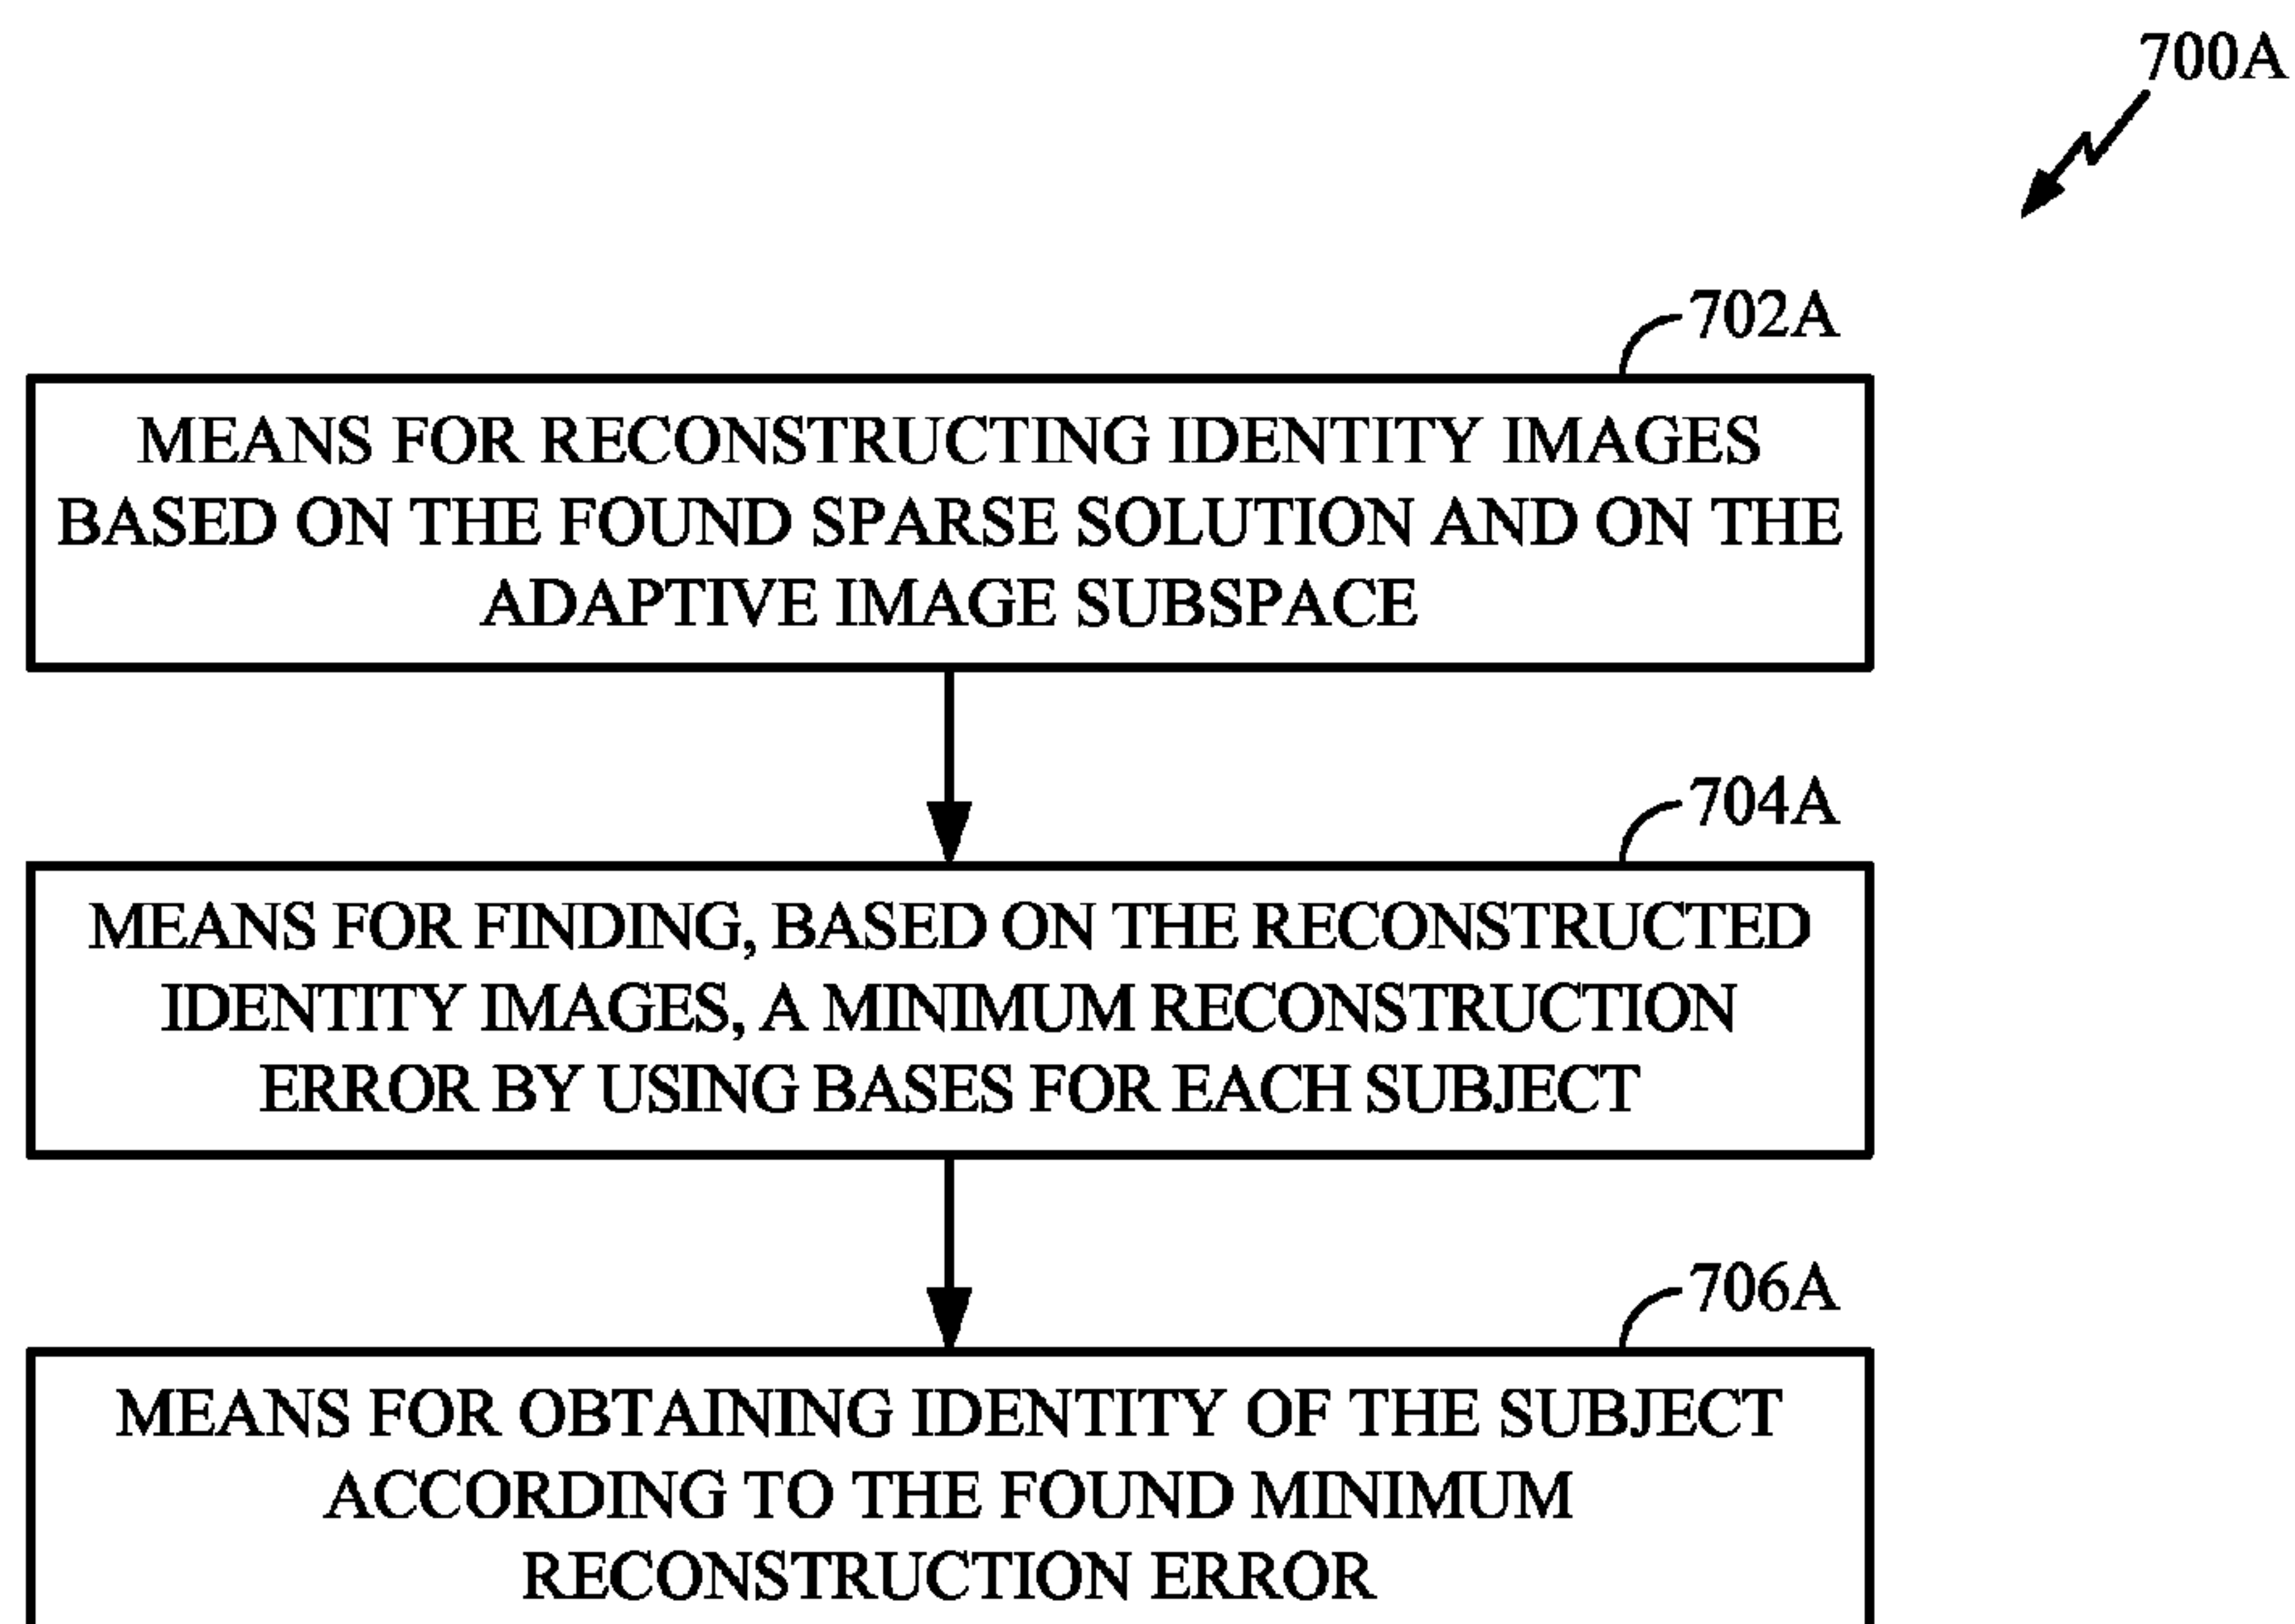 700A
702A
MEANS FOR RECONSTRUCTING IDENTITY IMAGES
BASED ON THE FOUND SPARSE SOLUTION AND ON THE
ADAPTIVE IMAGE SUBSPACE
704A
MEANS FOR FINDING, BASED ON THE RECONSTRUCTED
IDENTITY IMAGES, A MINIMUM RECONSTRUCTION
ERROR BY USING BASES FOR EACH SUBJECT
706A
MEANS FOR OBTAINING IDENTITY OF THE SUBJECT
ACCORDING TO THE FOUND MINIMUM
RECONSTRUCTION ERROR